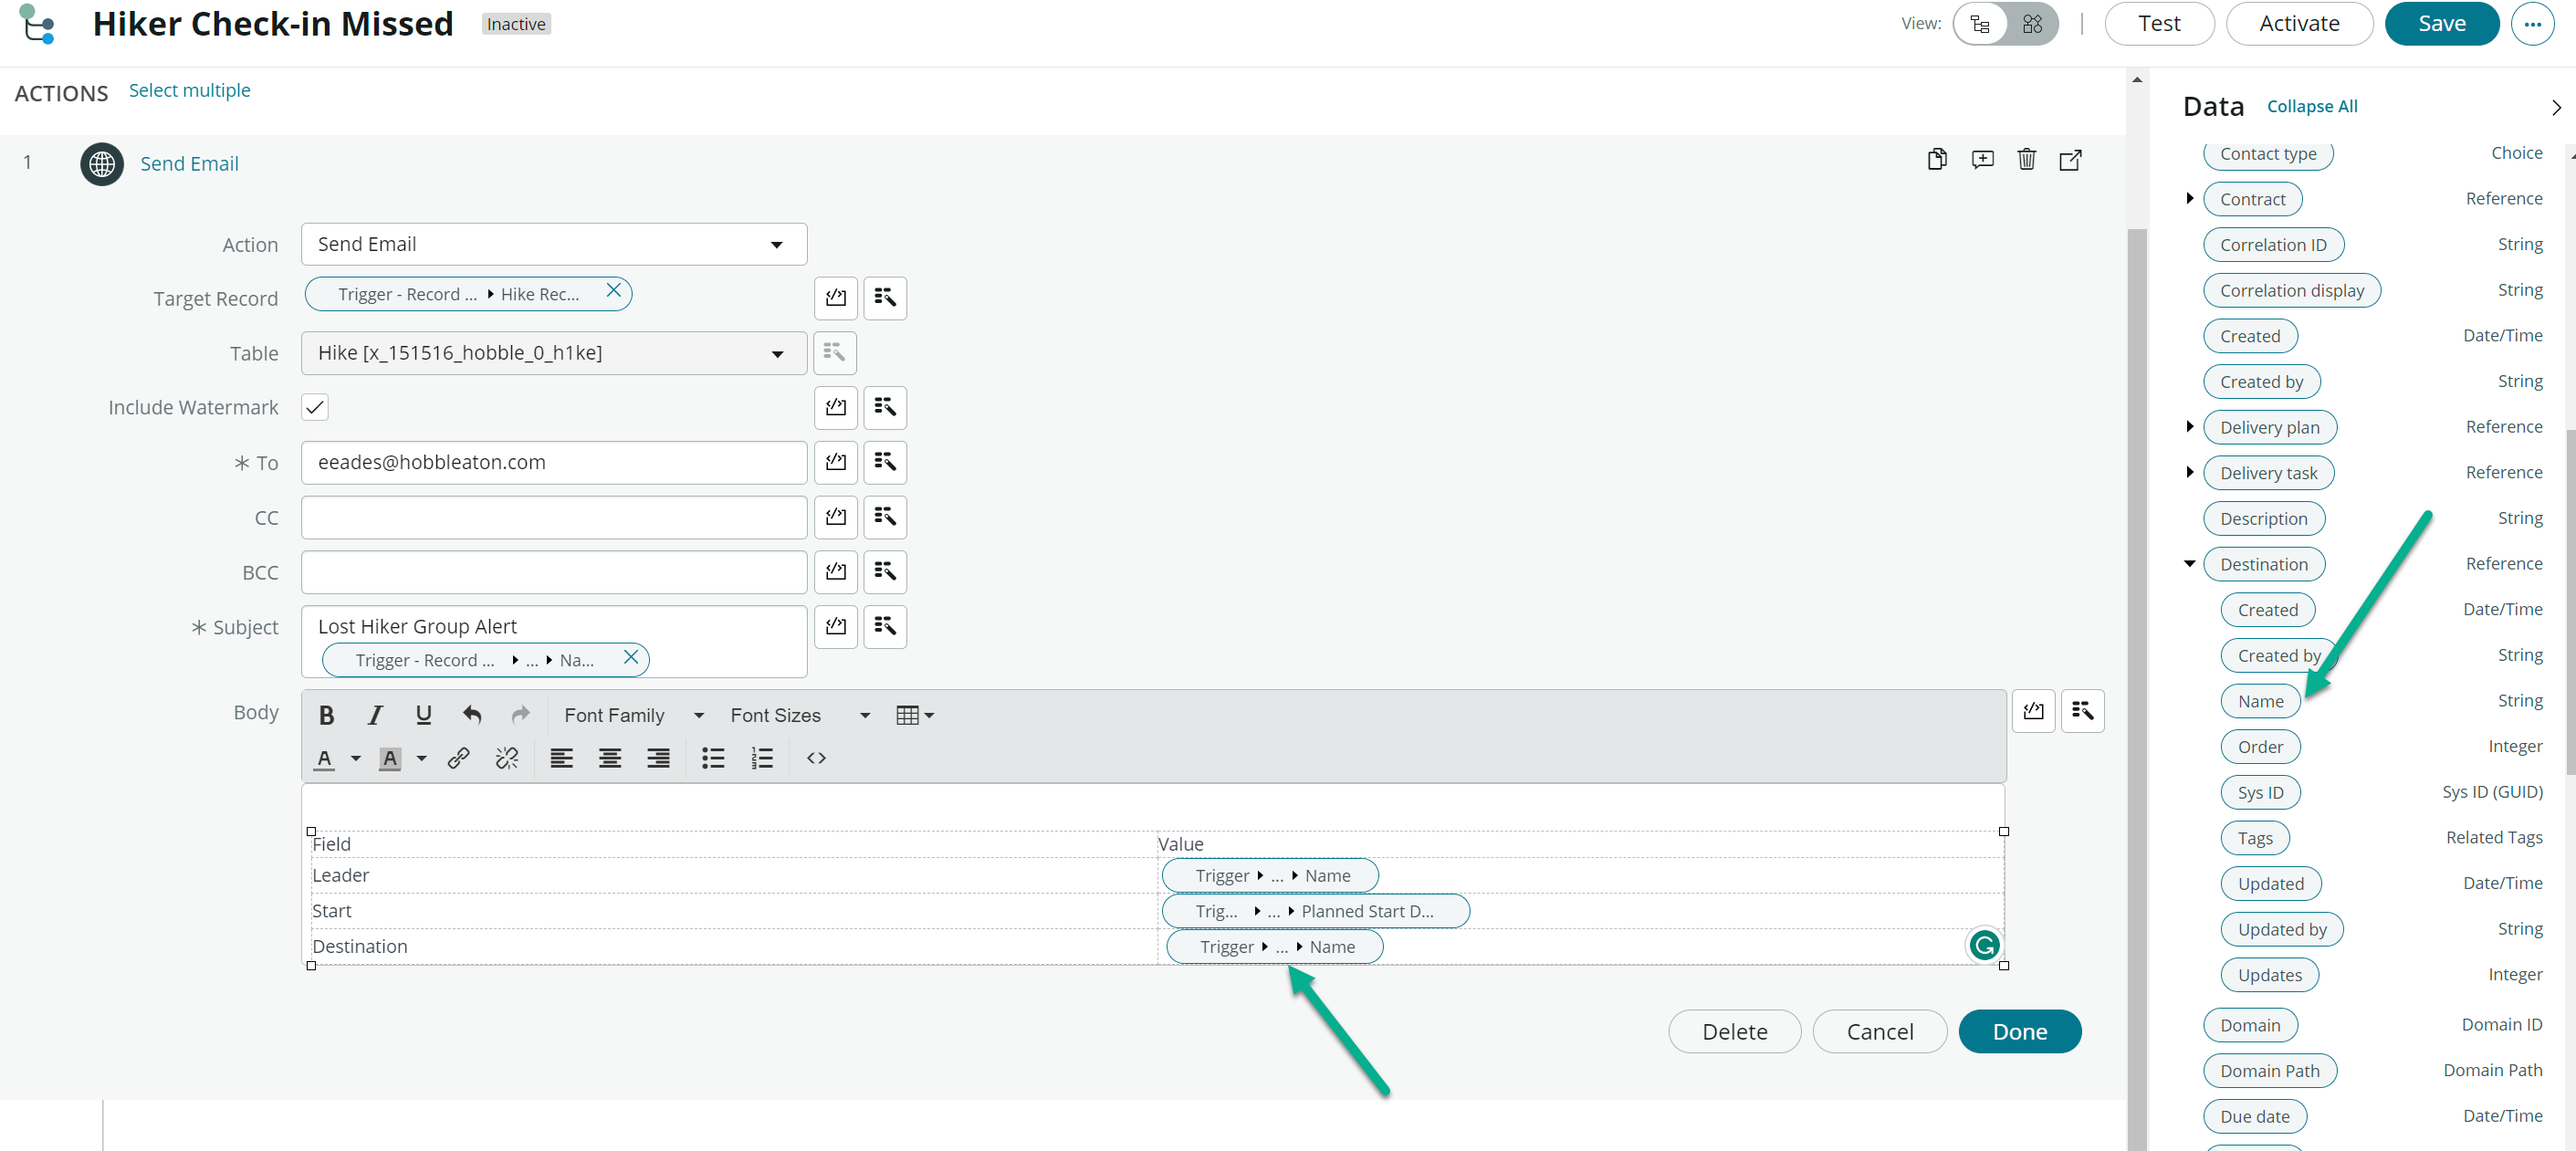 Hiker Check-in Missed Inactive View: Test Activate Save
ACTIONS Select multiple
1 Send Email
Action Send Email
Target Record Trigger - Record ... Hike Rec...
Table Hike [x_151516_hobble_0_h1ke]
Include Watermark
* To eeades@hobbleaton.com
CC
BCC
* Subject Lost Hiker Group Alert
Trigger - Record ... ... Na...
Body B I U Font Family Font Sizes
A A
Field Value
Leader Trigger ... Name
Start Trig... ... Planned Start D...
Destination Trigger ... Name
Delete Cancel Done
Data Collapse All
Contact type Choice
Contract Reference
Correlation ID String
Correlation display String
Created Date/Time
Created by String
Delivery plan Reference
Delivery task Reference
Description String
Destination Reference
Created Date/Time
Created by String
Name String
Order Integer
Sys ID Sys ID (GUID)
Tags Related Tags
Updated Date/Time
Updated by String
Updates Integer
Domain Domain ID
Domain Path Domain Path
Due date Date/Time